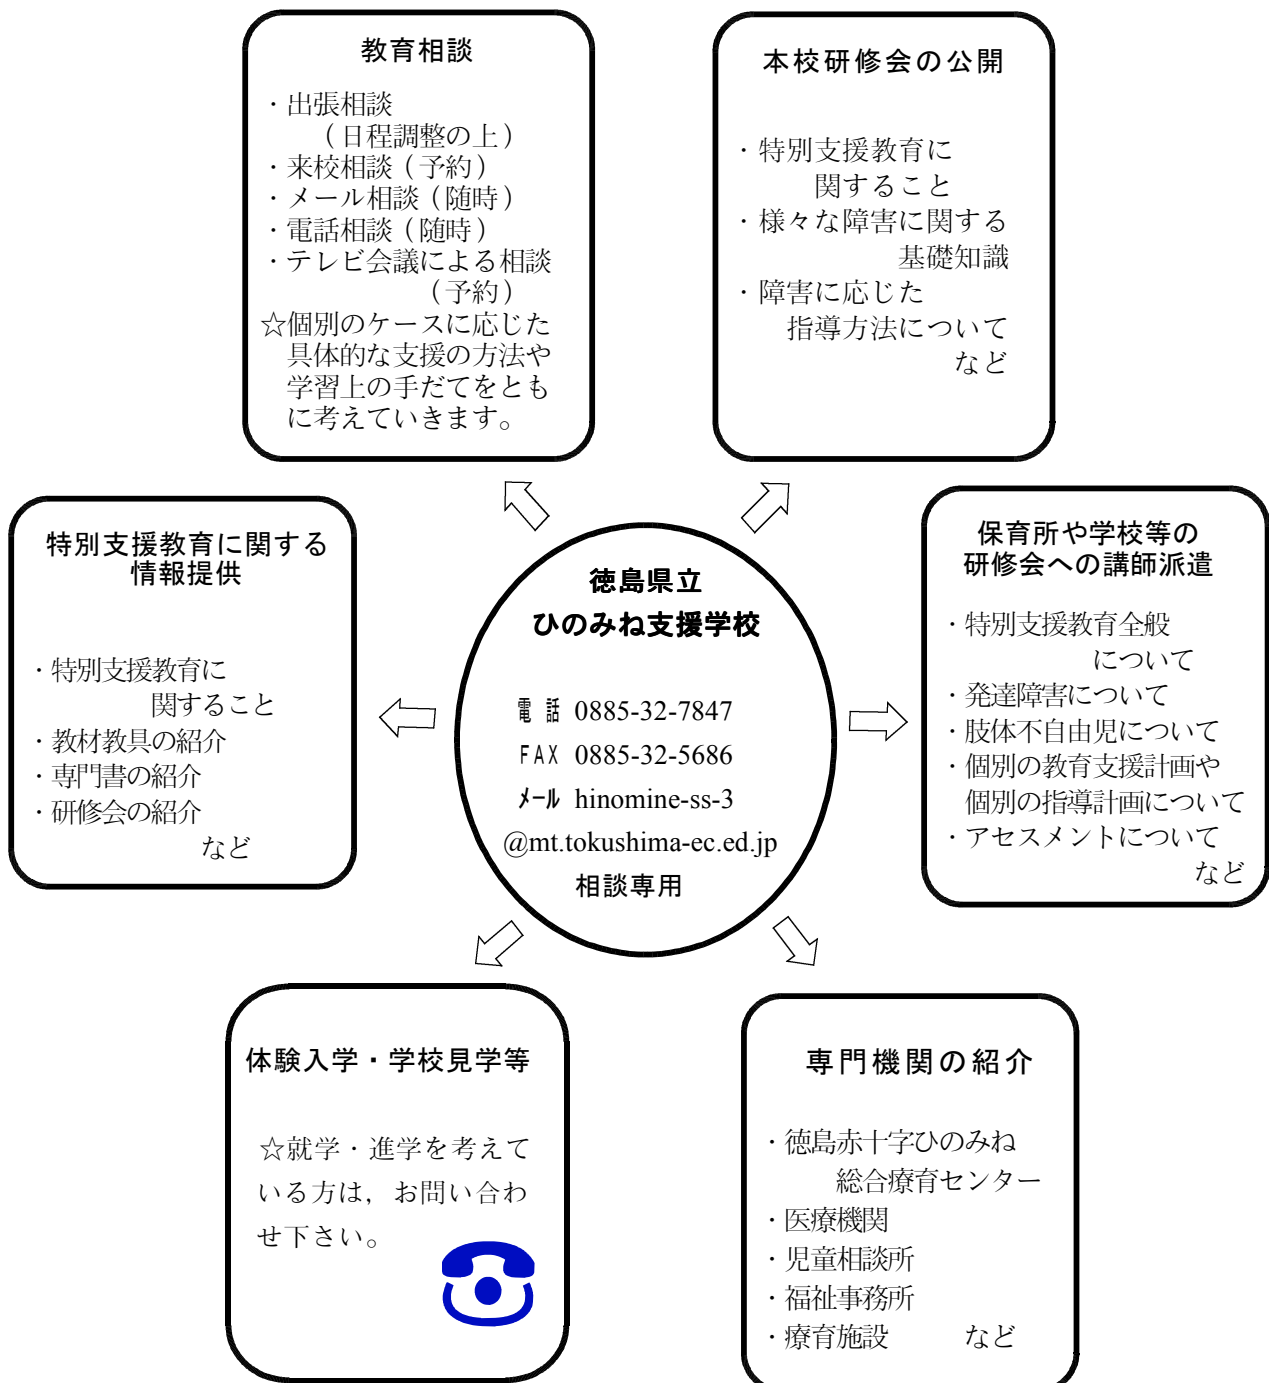 教育相談
・出張相談
（日程調整の上）
・来校相談（予約）
・メール相談（随時）
・電話相談（随時）
・テレビ会議による相談
（予約）
☆個別のケースに応じた
具体的な支援の方法や
学習上の手だてをとも
に考えていきます。
本校研修会の公開
・特別支援教育に
関すること
・様々な障害に関する
基礎知識
・障害に応じた
指導方法について
など
特別支援教育に関する
情報提供
・特別支援教育に
関すること
・教材教具の紹介
・専門書の紹介
・研修会の紹介
など
徳島県立
ひのみね支援学校
電話 0885-32-7847
FAX 0885-32-5686
ﾒｰﾙ hinomine-ss-3
@mt.tokushima-ec.ed.jp
相談専用
保育所や学校等の
研修会への講師派遣
・特別支援教育全般
について
・発達障害について
・肢体不自由児について
・個別の教育支援計画や
個別の指導計画について
・アセスメントについて
など
体験入学・学校見学等
☆就学・進学を考えて
いる方は，お問い合わ
せ下さい。
専門機関の紹介
・徳島赤十字ひのみね
総合療育センター
・医療機関
・児童相談所
・福祉事務所
・療育施設　　など